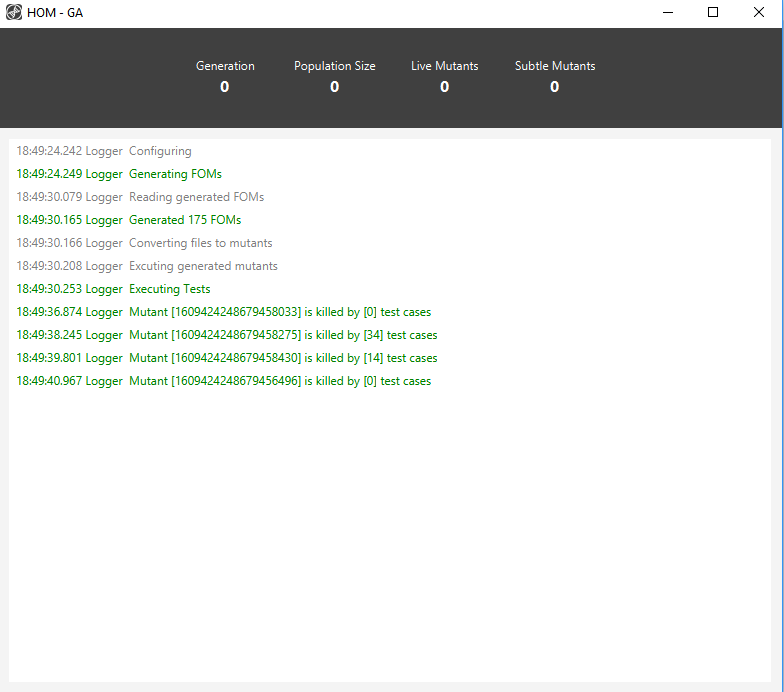 HOM - GA
Generation Population Size Live Mutants Subtle Mutants
0 0 0 0
18:49:24.242 Logger Configuring
18:49:24.249 Logger Generating FOMs
18:49:30.079 Logger Reading generated FOMs
18:49:30.165 Logger Generated 175 FOMs
18:49:30.166 Logger Converting files to mutants
18:49:30.208 Logger Excuting generated mutants
18:49:30.253 Logger Executing Tests
18:49:36.874 Logger Mutant [1609424248679458033] is killed by [0] test cases
18:49:38.245 Logger Mutant [1609424248679458275] is killed by [34] test cases
18:49:39.801 Logger Mutant [1609424248679458430] is killed by [14] test cases
18:49:40.967 Logger Mutant [1609424248679456496] is killed by [0] test cases